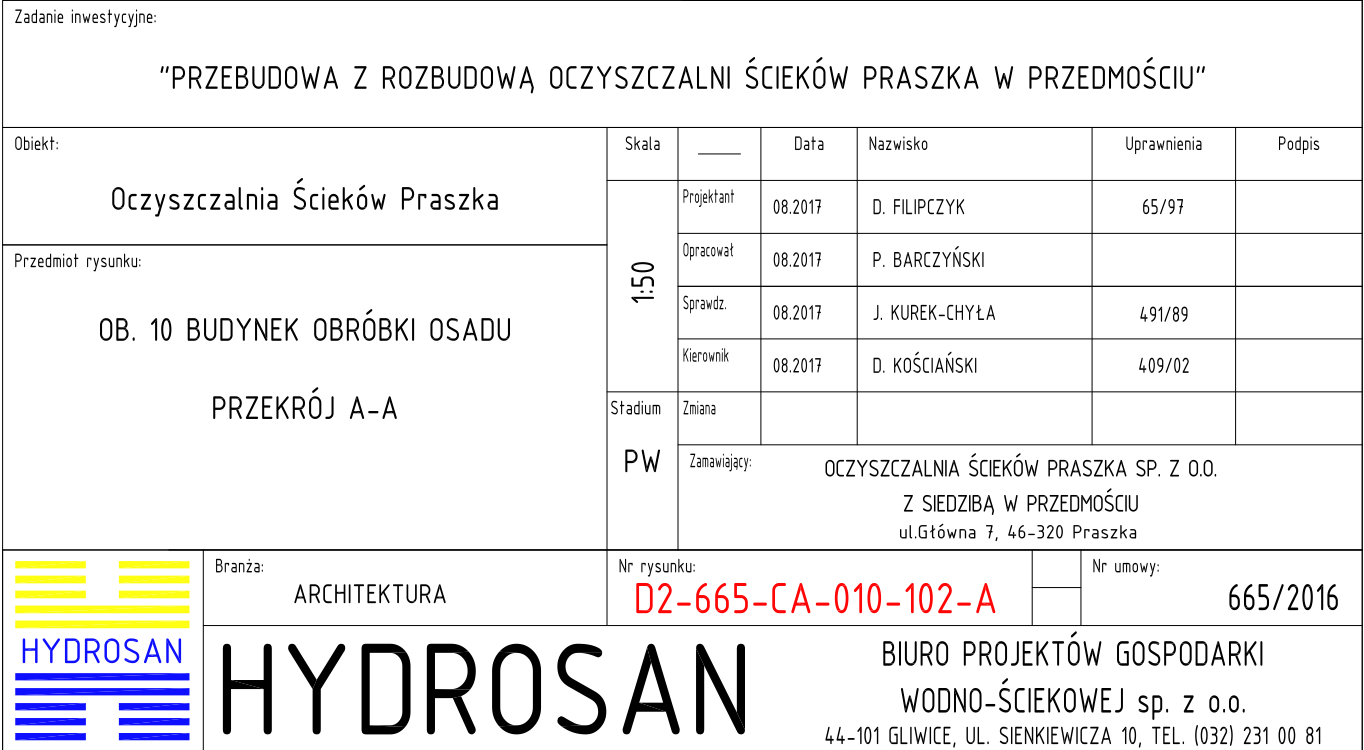 Zadanie inwestycyjne:
"PRZEBUDOWA Z ROZBUDOWĄ OCZYSZCZALNI ŚCIEKÓW PRASZKA W PRZEDMOŚCIU"
Obiekt:
Oczyszczalnia Ścieków Praszka
Przedmiot rysunku:
OB. 10 BUDYNEK OBRÓBKI OSADU
PRZEKRÓJ A-A
Skala
1:50
Stadium
PW
Data Nazwisko Uprawnienia Podpis
Projektant 08.2017 D. FILIPCZYK 65/97
Opracował 08.2017 P. BARCZYŃSKI
Sprawdz. 08.2017 J. KUREK-CHYŁA 491/89
Kierownik 08.2017 D. KOŚCIAŃSKI 409/02
Zmiana
Zamawiający:
OCZYSZCZALNIA ŚCIEKÓW PRASZKA SP. Z O.O.
Z SIEDZIBĄ W PRZEDMOŚCIU
ul.Główna 7, 46-320 Praszka
Branża:
ARCHITEKTURA
Nr rysunku:
D2-665-CA-010-102-A
Nr umowy:
665/2016
HYDROSAN
HYDROSAN
BIURO PROJEKTÓW GOSPODARKI
WODNO-ŚCIEKOWEJ sp. z o.o.
44-101 GLIWICE, UL. SIENKIEWICZA 10, TEL. (032) 231 00 81